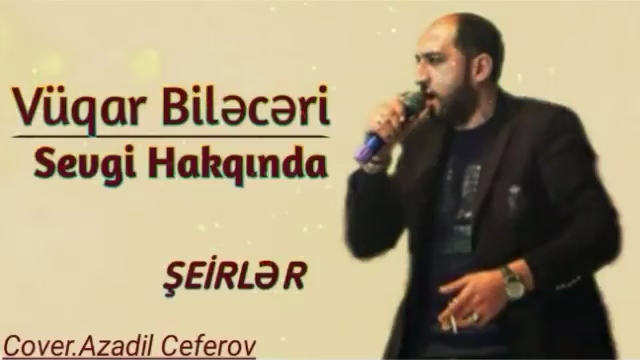 Vüqar Biləcəri
Sevgi Hakqında
ŞEİRLƏR
Cover.Azadil Ceferov